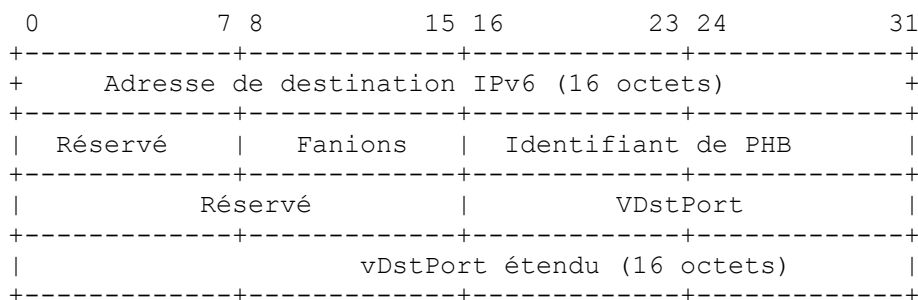 0 7 8 15 16 23 24 31
+-------------+-------------+-------------+-------------+
+ Adresse de destination IPv6 (16 octets) +
+-------------+-------------+-------------+-------------+
| Réservé | Fanions | Identifiant de PHB |
+-------------+-------------+-------------+-------------+
| Réservé | VDstPort |
+-------------+-------------+-------------+-------------+
| vDstPort étendu (16 octets) |
+-------------+-------------+-------------+-------------+